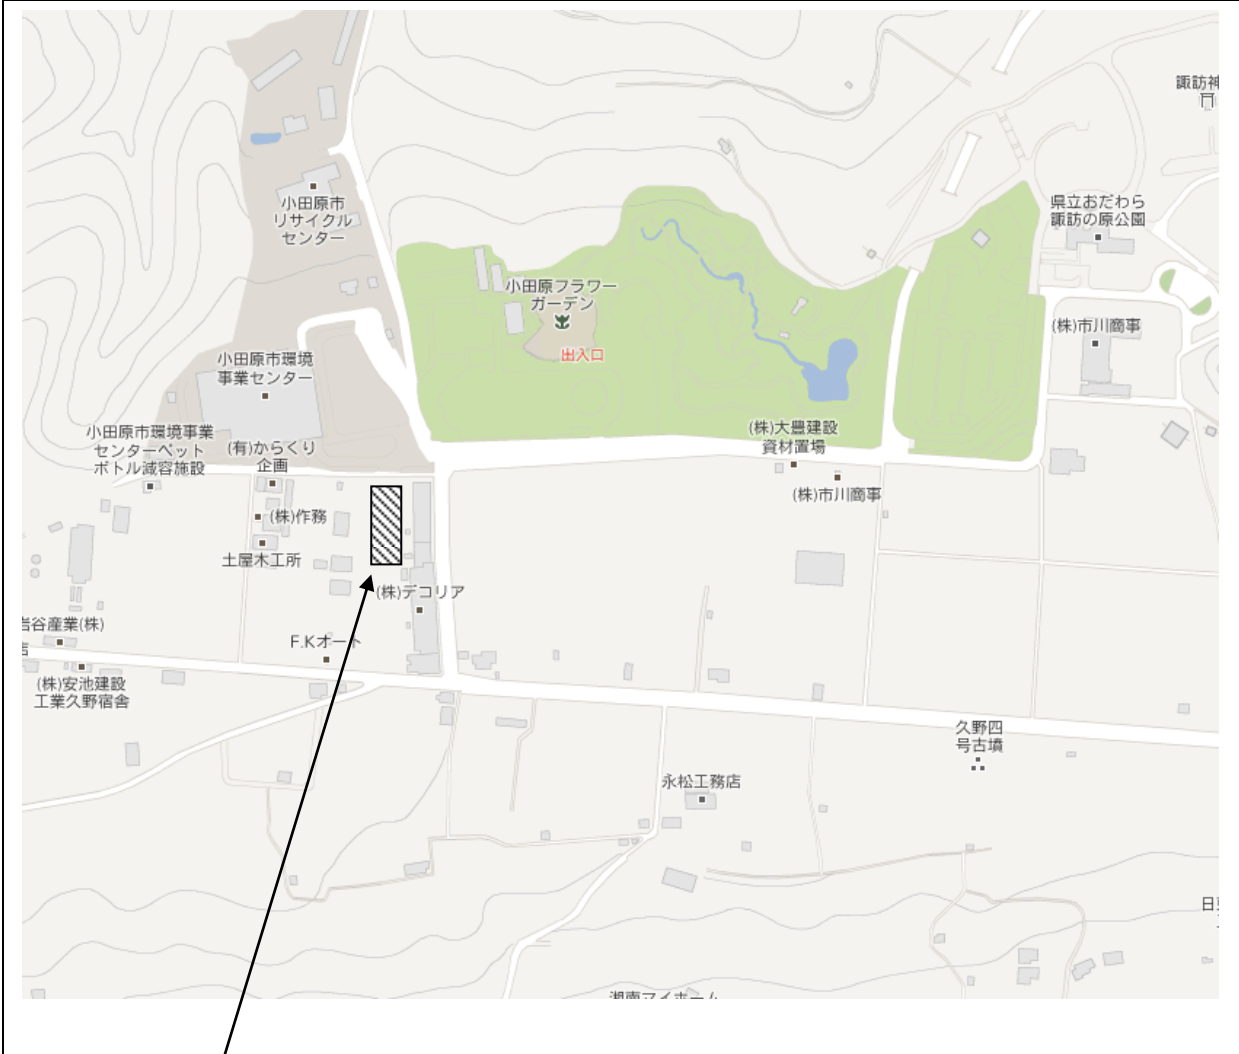 諏訪神
小田原市
リサイクル
センター
県立おだわら
諏訪の原公園
小田原フラワー
ガーデン
出入口
(株)市川商事
小田原市環境
事業センター
小田原市環境事業
センターペット
ボトル減容施設
(有)からくり
企画
(株)大豊建設
資材置場
(株)市川商事
(株)作務
土屋木工所
(株)デコリア
岩谷産業(株)
店
F.Kオート
(株)安池建設
工業久野宿舎
久野四
号古墳
永松工務店
湘南マイホーム